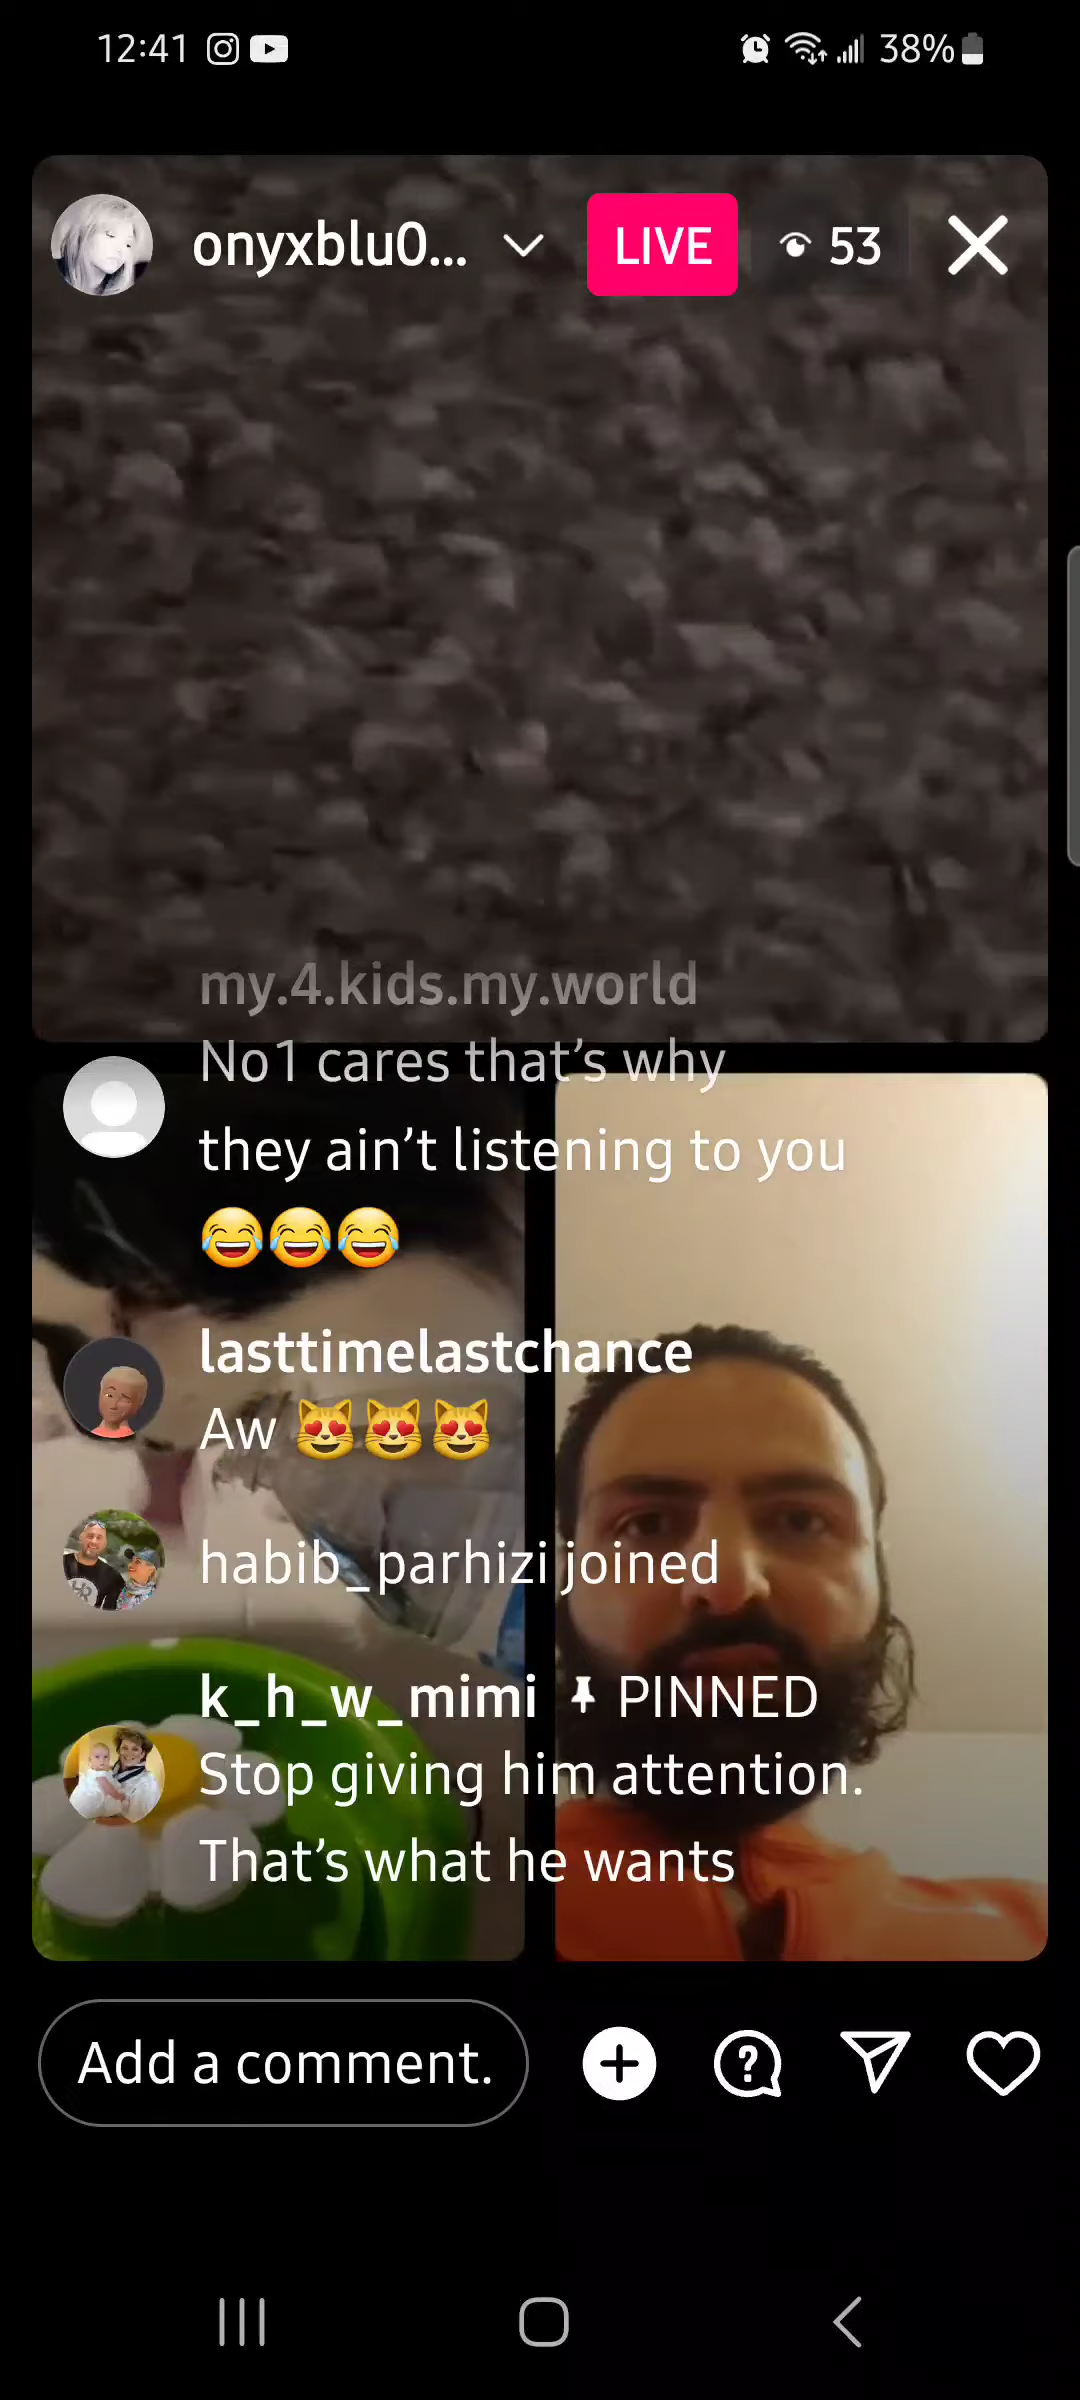 12:41
38%
onyxblu0...
LIVE
53
my.4.kids.my.world
No1 cares that's why
they ain't listening to you
😂😂😂
lasttimelastchance
Aw 😻😻😻
habib_parhizi joined
k_h_w_mimi PINNED
Stop giving him attention.
That's what he wants
Add a comment.